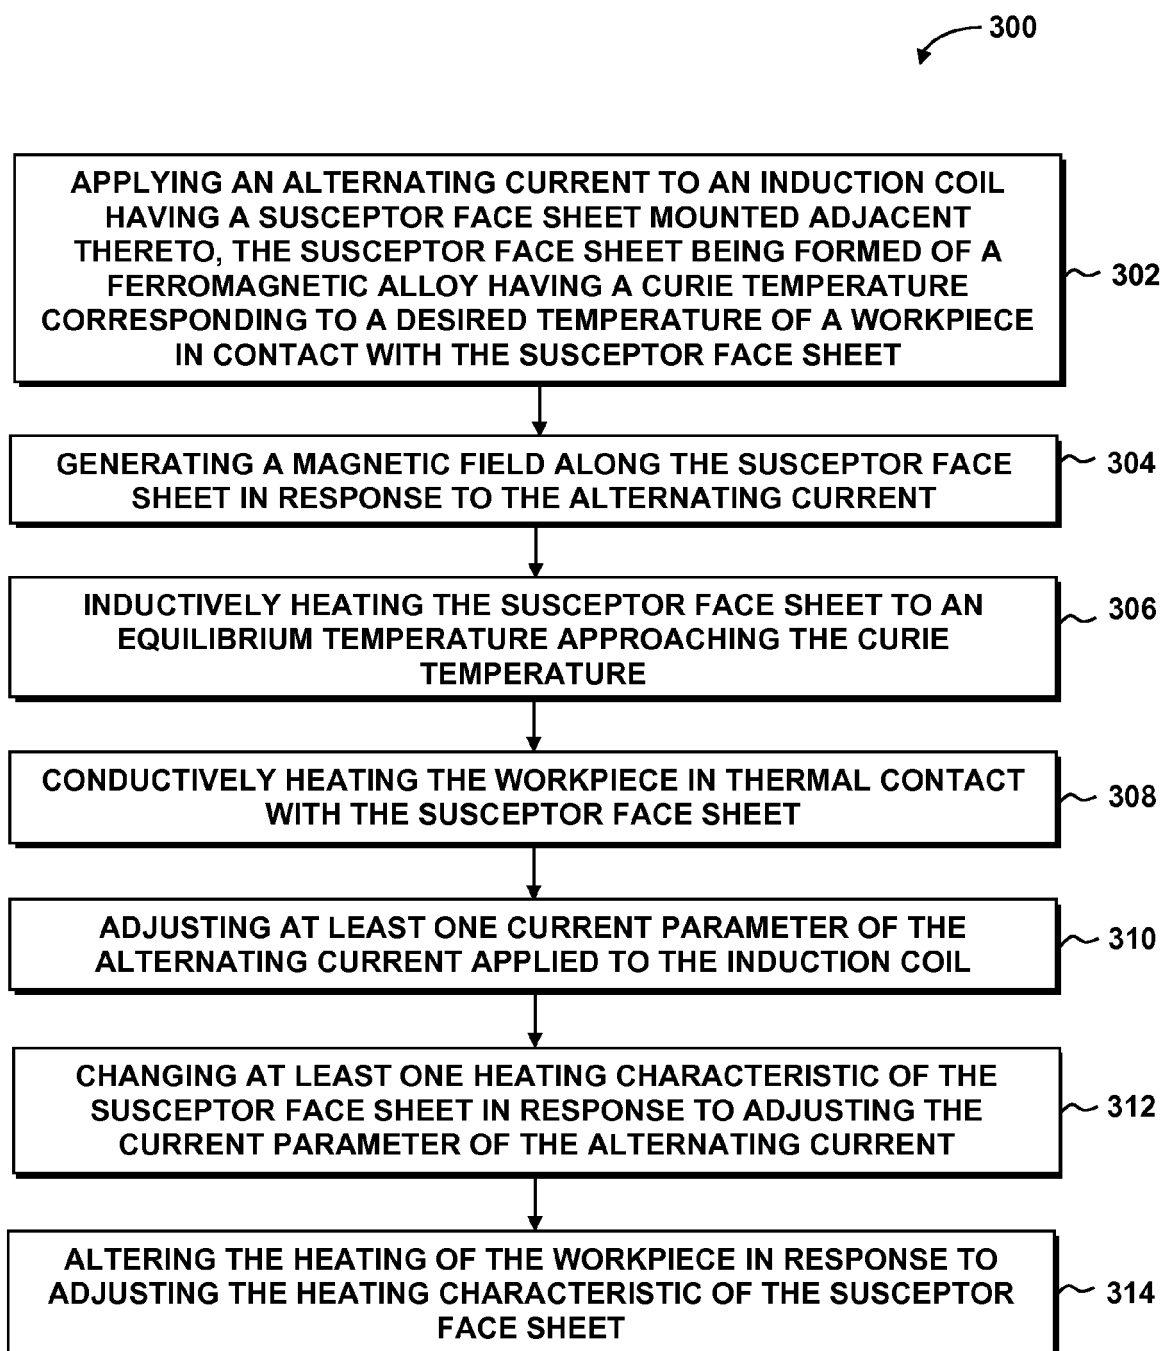 300
APPLYING AN ALTERNATING CURRENT TO AN INDUCTION COIL
HAVING A SUSCEPTOR FACE SHEET MOUNTED ADJACENT
THERETO, THE SUSCEPTOR FACE SHEET BEING FORMED OF A
FERROMAGNETIC ALLOY HAVING A CURIE TEMPERATURE
CORRESPONDING TO A DESIRED TEMPERATURE OF A WORKPIECE
IN CONTACT WITH THE SUSCEPTOR FACE SHEET
302
GENERATING A MAGNETIC FIELD ALONG THE SUSCEPTOR FACE
SHEET IN RESPONSE TO THE ALTERNATING CURRENT
304
INDUCTIVELY HEATING THE SUSCEPTOR FACE SHEET TO AN
EQUILIBRIUM TEMPERATURE APPROACHING THE CURIE
TEMPERATURE
306
CONDUCTIVELY HEATING THE WORKPIECE IN THERMAL CONTACT
WITH THE SUSCEPTOR FACE SHEET
308
ADJUSTING AT LEAST ONE CURRENT PARAMETER OF THE
ALTERNATING CURRENT APPLIED TO THE INDUCTION COIL
310
CHANGING AT LEAST ONE HEATING CHARACTERISTIC OF THE
SUSCEPTOR FACE SHEET IN RESPONSE TO ADJUSTING THE
CURRENT PARAMETER OF THE ALTERNATING CURRENT
312
ALTERING THE HEATING OF THE WORKPIECE IN RESPONSE TO
ADJUSTING THE HEATING CHARACTERISTIC OF THE SUSCEPTOR
FACE SHEET
314